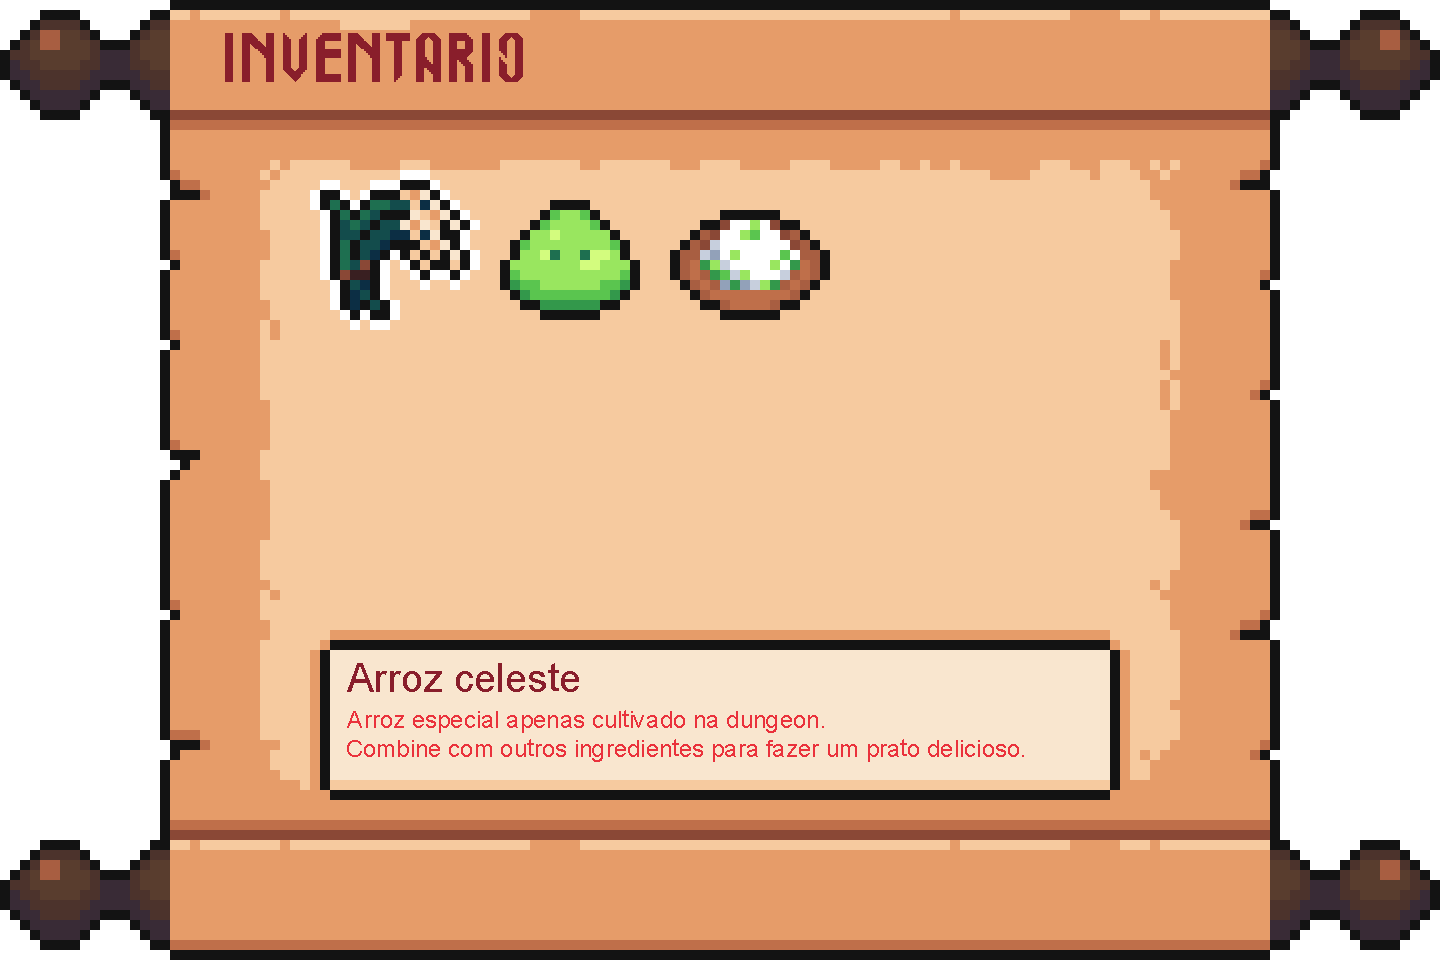 INVENTARIO
Arroz celeste
Arroz especial apenas cultivado na dungeon.
Combine com outros ingredientes para fazer um prato delicioso.